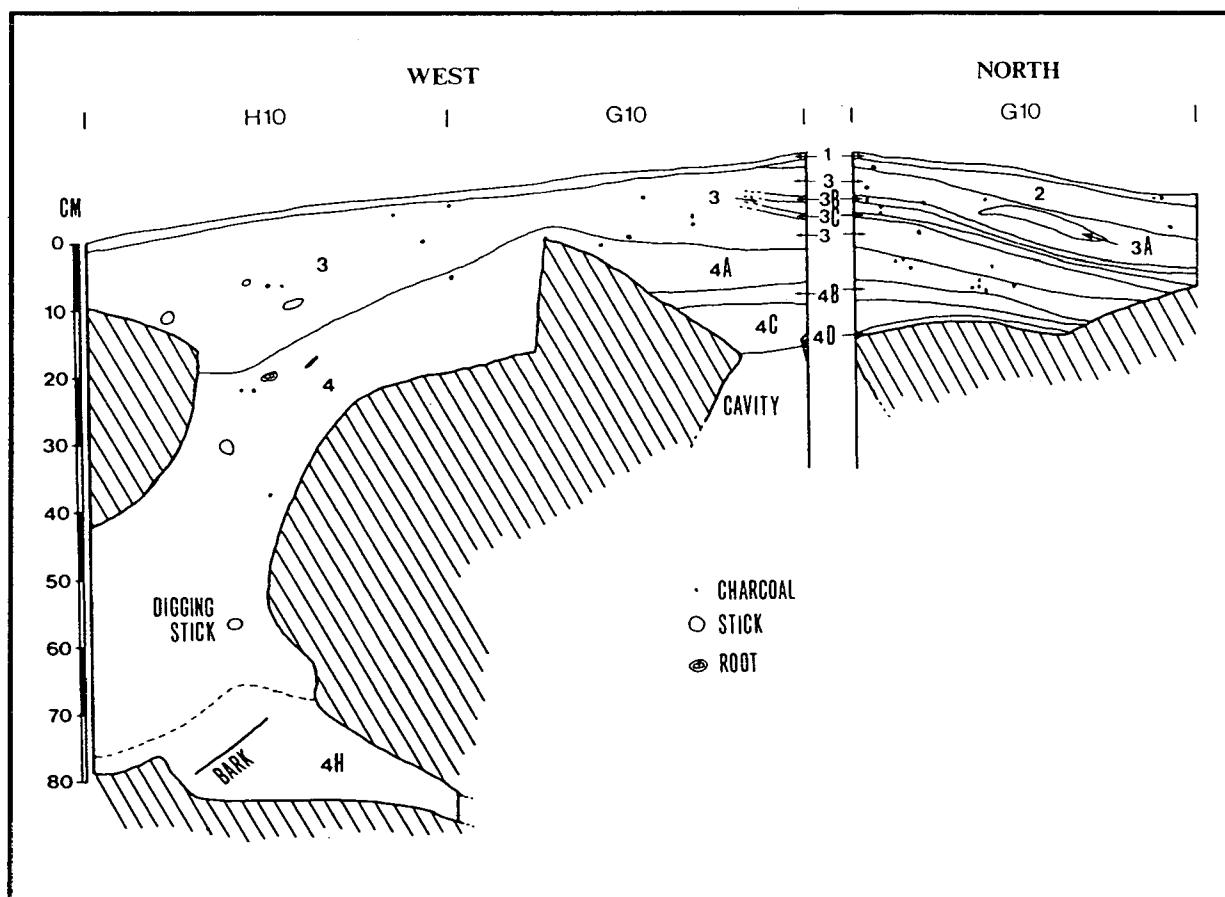 WEST
NORTH
H10
G10
G10
1
3
2
CM
3
3B
3C
3
3A
0
3
4A
4B
10
4C
4D
20
4
CAVITY
30
40
50
CHARCOAL
DIGGING
STICK
STICK
60
ROOT
70
BARK
4H
80